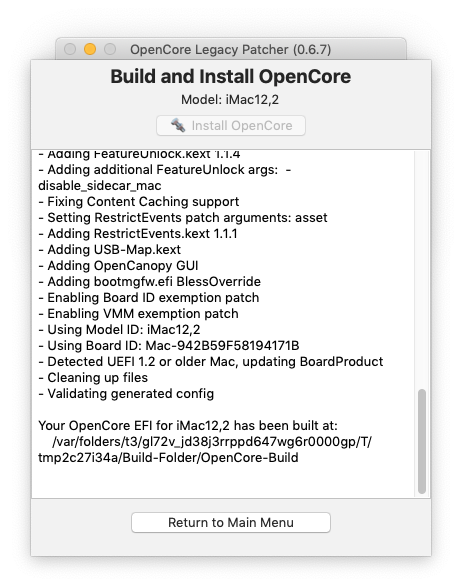 OpenCore Legacy Patcher (0.6.7)
Build and Install OpenCore
Model: iMac12,2
Install OpenCore
- Adding FeatureUnlock.kext 1.1.4
- Adding additional FeatureUnlock args:  -
disable_sidecar_mac
- Fixing Content Caching support
- Setting RestrictEvents patch arguments: asset
- Adding RestrictEvents.kext 1.1.1
- Adding USB-Map.kext
- Adding OpenCanopy GUI
- Adding bootmgfw.efi BlessOverride
- Enabling Board ID exemption patch
- Enabling VMM exemption patch
- Using Model ID: iMac12,2
- Using Board ID: Mac-942B59F58194171B
- Detected UEFI 1.2 or older Mac, updating BoardProduct
- Cleaning up files
- Validating generated config
Your OpenCore EFI for iMac12,2 has been built at:
/var/folders/t3/gl72v_jd38j3rrppd647wg6r0000gp/T/
tmp2c27i34a/Build-Folder/OpenCore-Build
Return to Main Menu